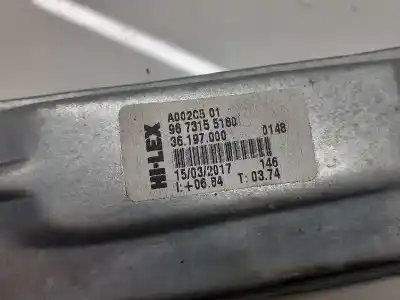 HI-LEX
A002C5 01
96 7315 5180
36.197.000 0148
15/03/2017 146
I:+06.84 T:03.74